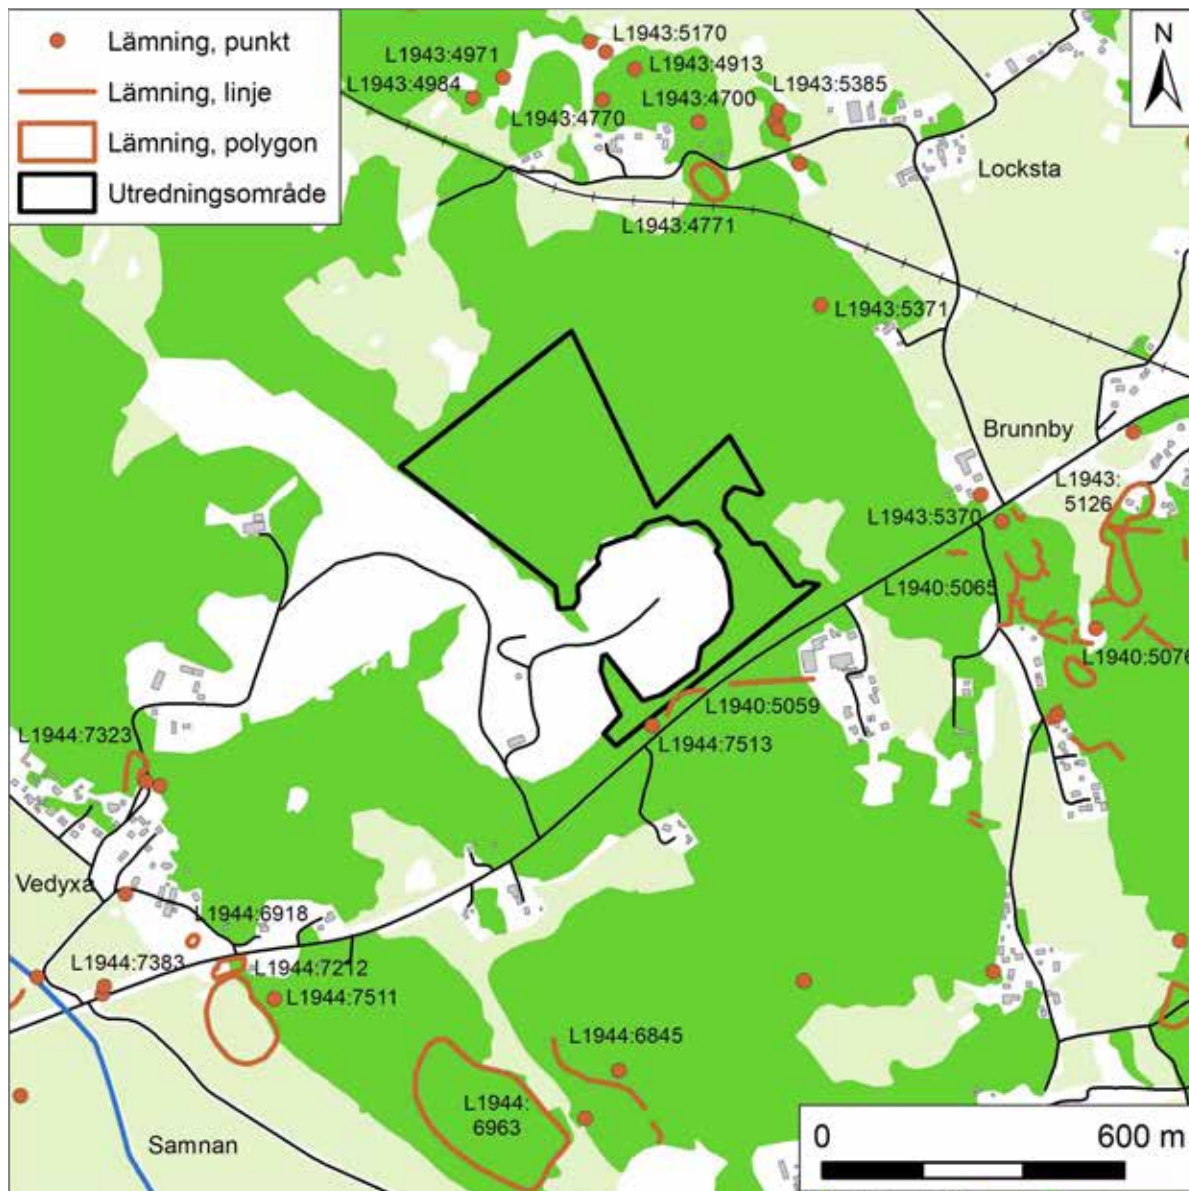 Lämning, punkt
Lämning, linje
Lämning, polygon
Utredningsområde
N
L1943:5170
L1943:4971
L1943:4913
L1943:4984
L1943:4700
L1943:5385
L1943:4770
Locksta
L1943:4771
L1943:5371
Brunnby
L1943:
5126
L1943:5370
L1940:5065
L1940:5076
L1940:5059
L1944:7323
L1944:7513
Vedyxa
L1944:6918
L1944:7383
L1944:7212
L1944:7511
L1944:6845
L1944:
6963
Samnan
0 600 m